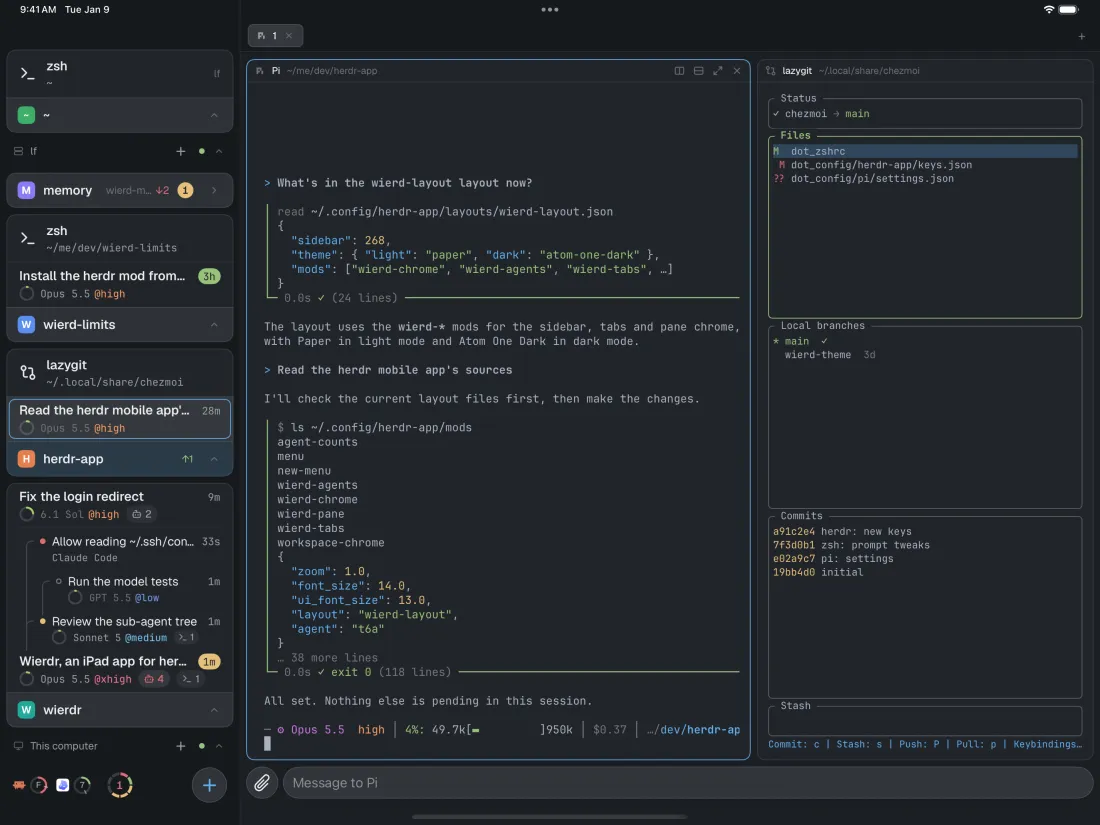 9:41 AM Tue Jan 9
zsh
~
lf
~ ~
lf
M memory wierd-m... ↓2 1
zsh
~/me/dev/wierd-limits
Install the herdr mod from... 3h
Opus 5.5 @high
W wierd-limits
lazygit
~/.local/share/chezmoi
Read the herdr mobile app'... 28m
Opus 5.5 @high
H herdr-app ↑1
Fix the login redirect 9m
6.1 Sol @high 2
Allow reading ~/.ssh/con... 33s
Claude Code
Run the model tests 1m
GPT 5.5 @low
Review the sub-agent tree 1m
Sonnet 5 @medium >_ 1
Wierdr, an iPad app for her... 1m
Opus 5.5 @xhigh 4 >_ 1
W wierdr
This computer
F 7 1
1
Pi ~/me/dev/herdr-app
> What's in the wierd-layout layout now?
read ~/.config/herdr-app/layouts/wierd-layout.json
{
"sidebar": 268,
"theme": { "light": "paper", "dark": "atom-one-dark" },
"mods": ["wierd-chrome", "wierd-agents", "wierd-tabs", …]
}
0.0s ✓ (24 lines)
The layout uses the wierd-* mods for the sidebar, tabs and pane chrome,
with Paper in light mode and Atom One Dark in dark mode.
> Read the herdr mobile app's sources
I'll check the current layout files first, then make the changes.
$ ls ~/.config/herdr-app/mods
agent-counts
menu
new-menu
wierd-agents
wierd-chrome
wierd-pane
wierd-tabs
workspace-chrome
{
"zoom": 1.0,
"font_size": 14.0,
"ui_font_size": 13.0,
"layout": "wierd-layout",
"agent": "t6a"
}
… 38 more lines
0.0s ✓ exit 0 (118 lines)
All set. Nothing else is pending in this session.
Opus 5.5 high │ 4%: 49.7k[ ]950k │ $0.37 │ …/dev/herdr-ap
Message to Pi
lazygit ~/.local/share/chezmoi
Status
✓ chezmoi → main
Files
M dot_zshrc
M dot_config/herdr-app/keys.json
?? dot_config/pi/settings.json
Local branches
* main ✓
wierd-theme 3d
Commits
a91c2e4 herdr: new keys
7f3d0b1 zsh: prompt tweaks
e02a9c7 pi: settings
19bb4d0 initial
Stash
Commit: c | Stash: s | Push: P | Pull: p | Keybindings…